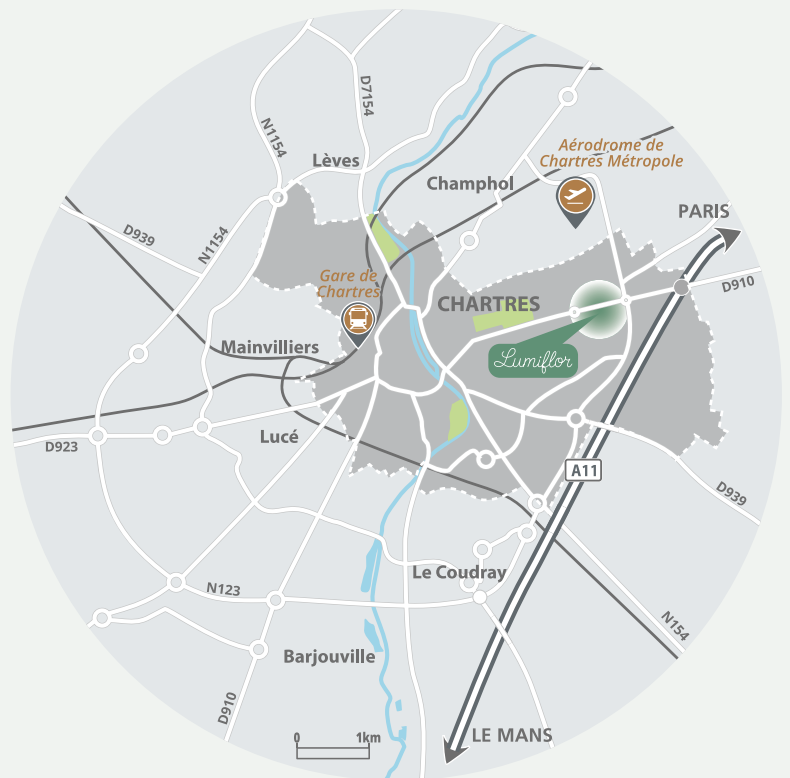 D7154
N1154
Lèves
Aérodrome de
Chartres Métropole
Champhol
PARIS
D939
N1154
D910
Gare de
Chartres
CHARTRES
Mainvilliers
Lumiflor
Lucé
D923
A11
D939
Le Coudray
N123
N154
Barjouville
D910
0 1km
LE MANS